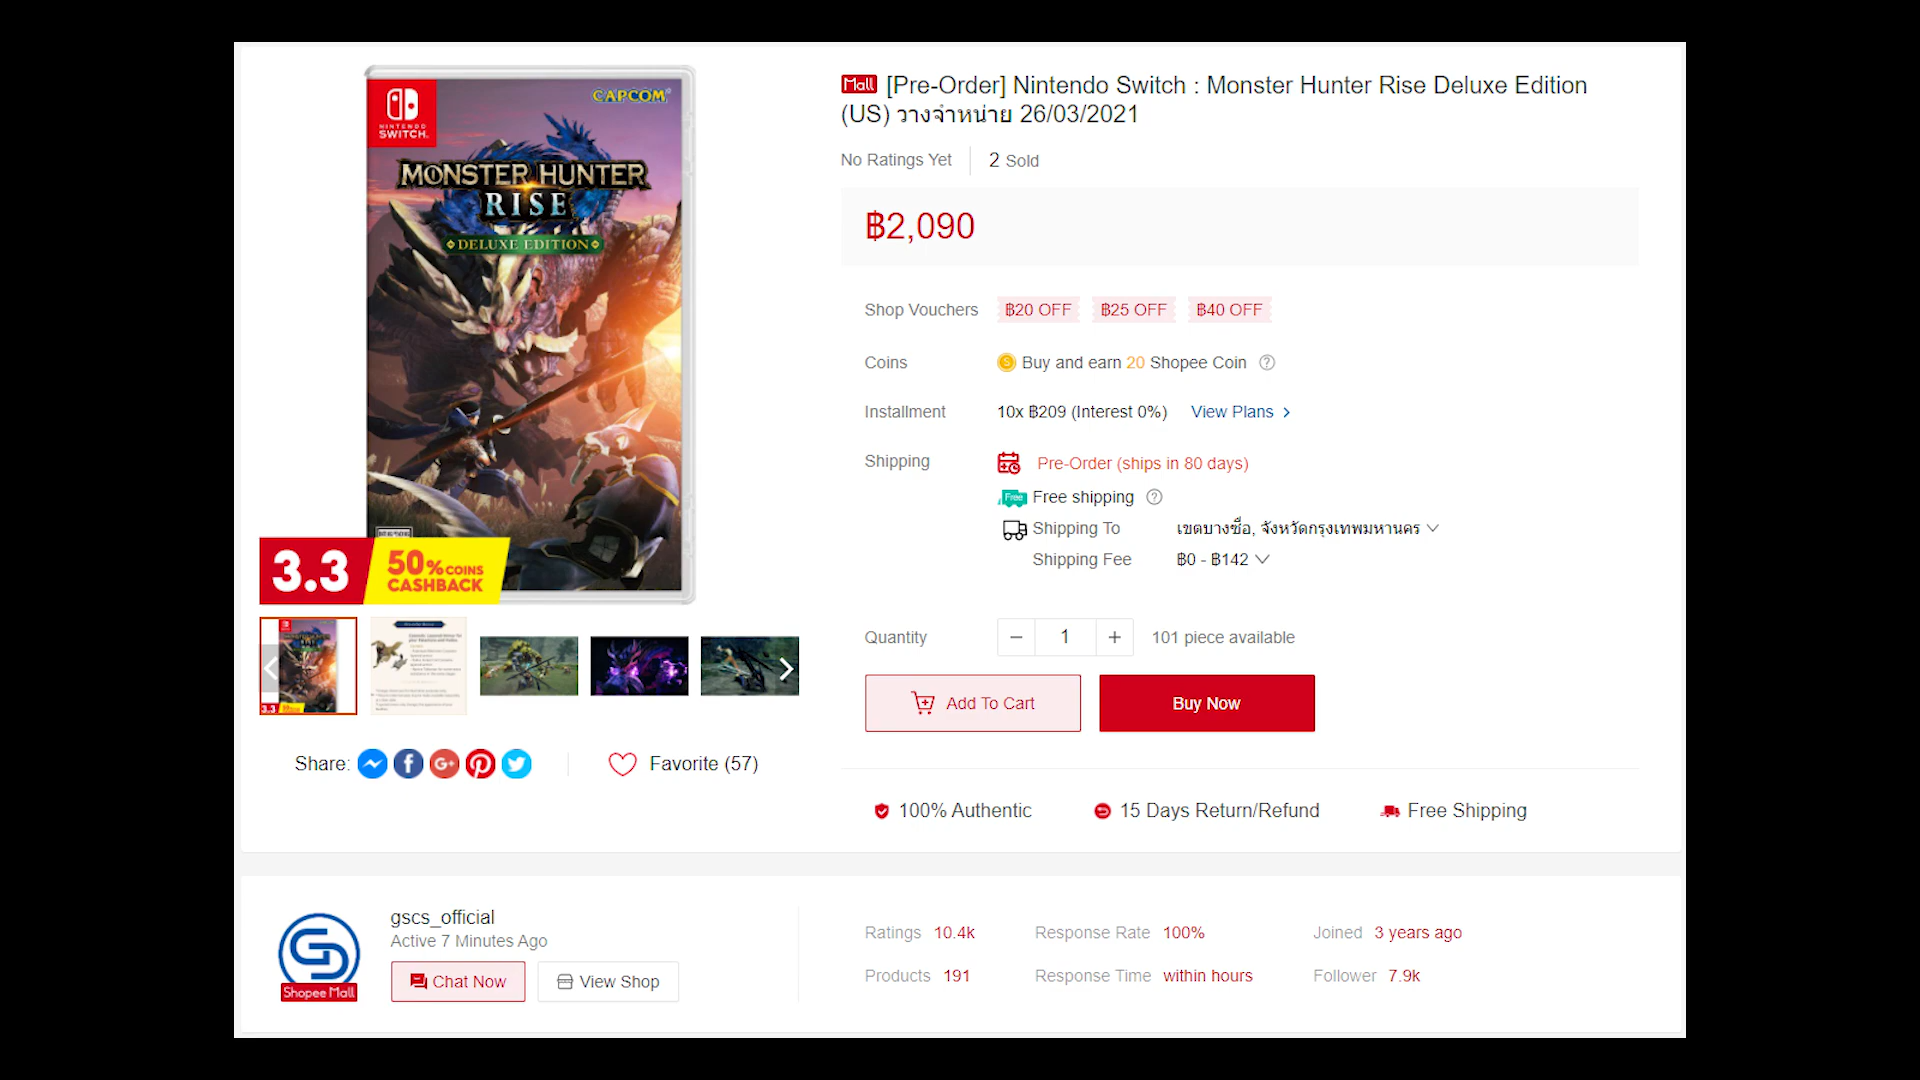 NINTENDO
SWITCH.
CAPCOM
MONSTER HUNTER
RISE
DELUXE EDITION
3.3
50% COINS
CASHBACK
Share:
Favorite (57)
Mall [Pre-Order] Nintendo Switch : Monster Hunter Rise Deluxe Edition
(US) วางจำหน่าย 26/03/2021
No Ratings Yet
2 Sold
฿2,090
Shop Vouchers ฿20 OFF ฿25 OFF ฿40 OFF
Coins Buy and earn 20 Shopee Coin
Installment 10x ฿209 (Interest 0%) View Plans
Shipping Pre-Order (ships in 80 days)
Free Free shipping
Shipping To เขตบางซื่อ, จังหวัดกรุงเทพมหานคร
Shipping Fee ฿0 - ฿142
Quantity 1 101 piece available
Add To Cart Buy Now
100% Authentic 15 Days Return/Refund Free Shipping
Shopee Mall
gscs_official
Active 7 Minutes Ago
Chat Now View Shop
Ratings 10.4k Response Rate 100% Joined 3 years ago
Products 191 Response Time within hours Follower 7.9k